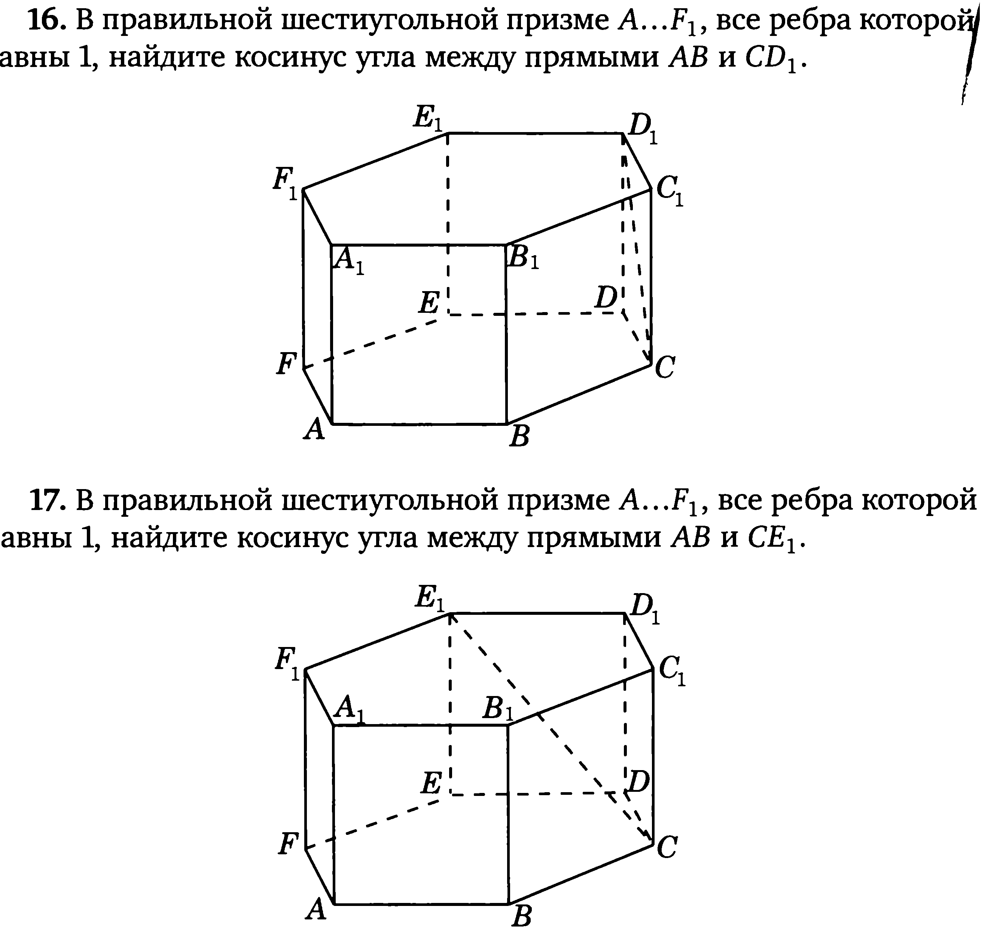 16. В правильной шестиугольной призме A...F₁, все ребра которой
авны 1, найдите косинус угла между прямыми AB и CD₁.
E₁
D₁
F₁
C₁
A₁
B₁
E
D
F
C
A
B
17. В правильной шестиугольной призме A...F₁, все ребра которой
авны 1, найдите косинус угла между прямыми AB и CE₁.
E₁
D₁
F₁
C₁
A₁
B₁
E
D
F
C
A
B